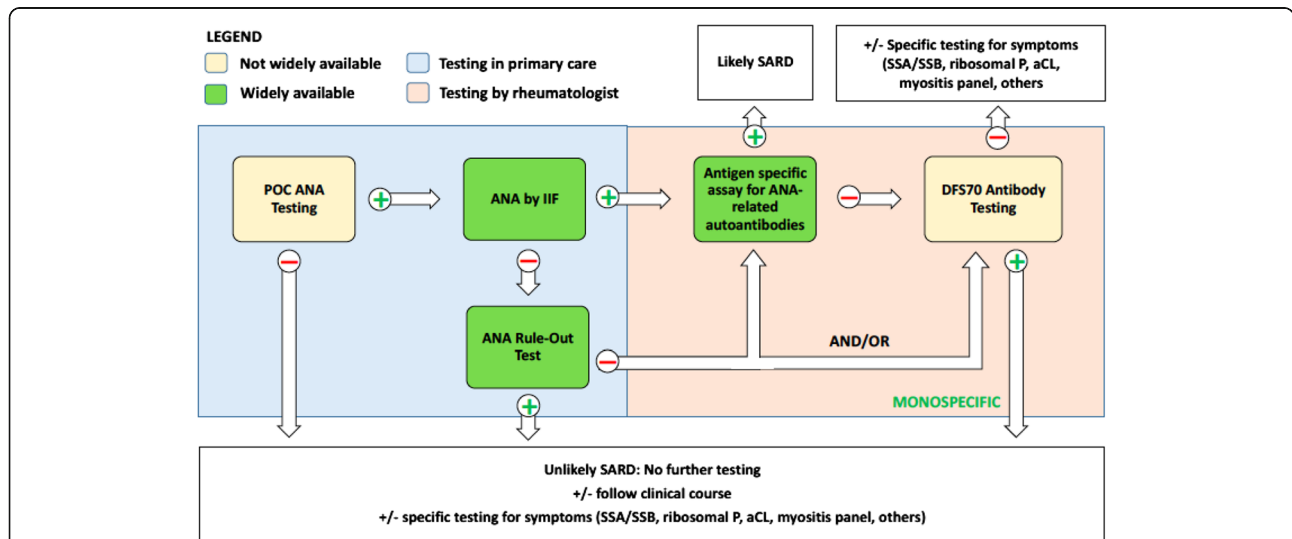 LEGEND
Not widely available
Testing in primary care
Widely available
Testing by rheumatologist
Likely SARD
+/- Specific testing for symptoms
(SSA/SSB, ribosomal P, aCL,
myositis panel, others
POC ANA
Testing
+
ANA by IIF
+
Antigen specific
assay for ANA-
related
autoantibodies
+
−
DFS70 Antibody
Testing
−
+
−
−
ANA Rule-Out
Test
−
+
AND/OR
MONOSPECIFIC
Unlikely SARD: No further testing
+/- follow clinical course
+/- specific testing for symptoms (SSA/SSB, ribosomal P, aCL, myositis panel, others)